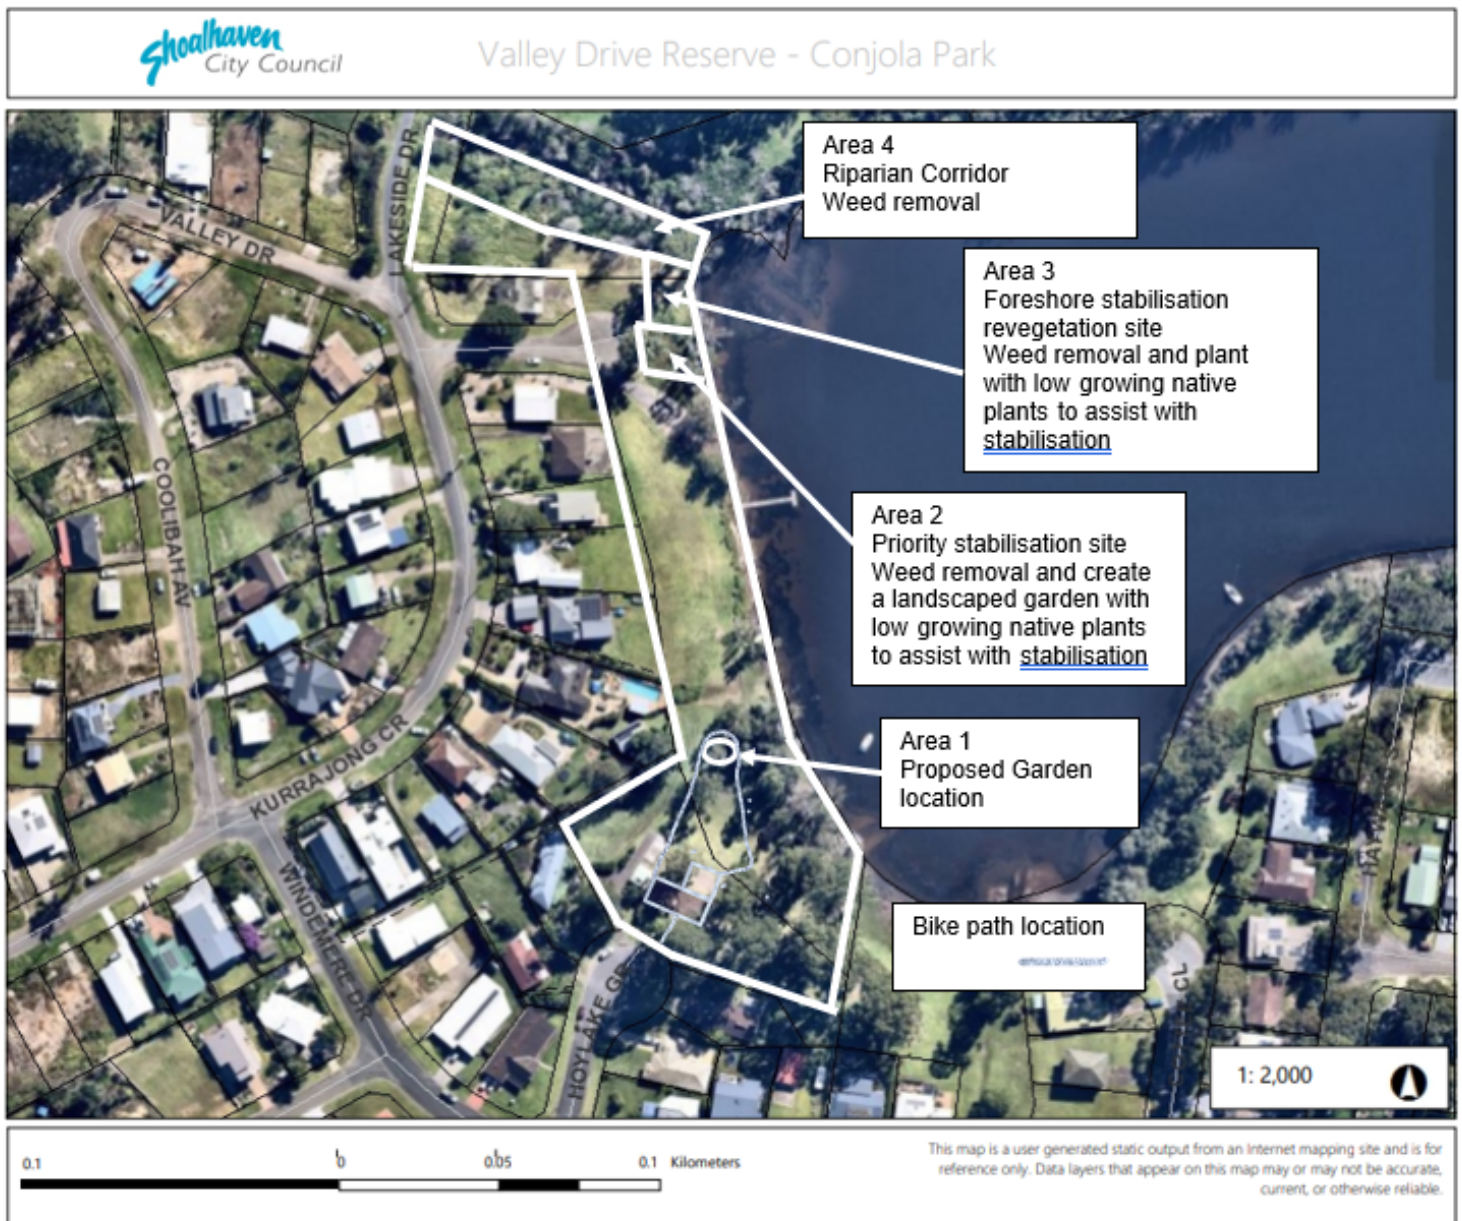 Shoalhaven
City Council
Valley Drive Reserve - Conjola Park
Area 4
Riparian Corridor
Weed removal
LAKESIDE DR
VALLEY DR
Area 3
Foreshore stabilisation
revegetation site
Weed removal and plant
with low growing native
plants to assist with
stabilisation
COOLIBAH AV
Area 2
Priority stabilisation site
Weed removal and create
a landscaped garden with
low growing native plants
to assist with stabilisation
KURRAJONG CR
Area 1
Proposed Garden
location
WINDEMERE DR
Bike path location
HOYLAKE GR
CL
1: 2,000
0.1
0
0.05
0.1 Kilometers
This map is a user generated static output from an Internet mapping site and is for
reference only. Data layers that appear on this map may or may not be accurate,
current, or otherwise reliable.